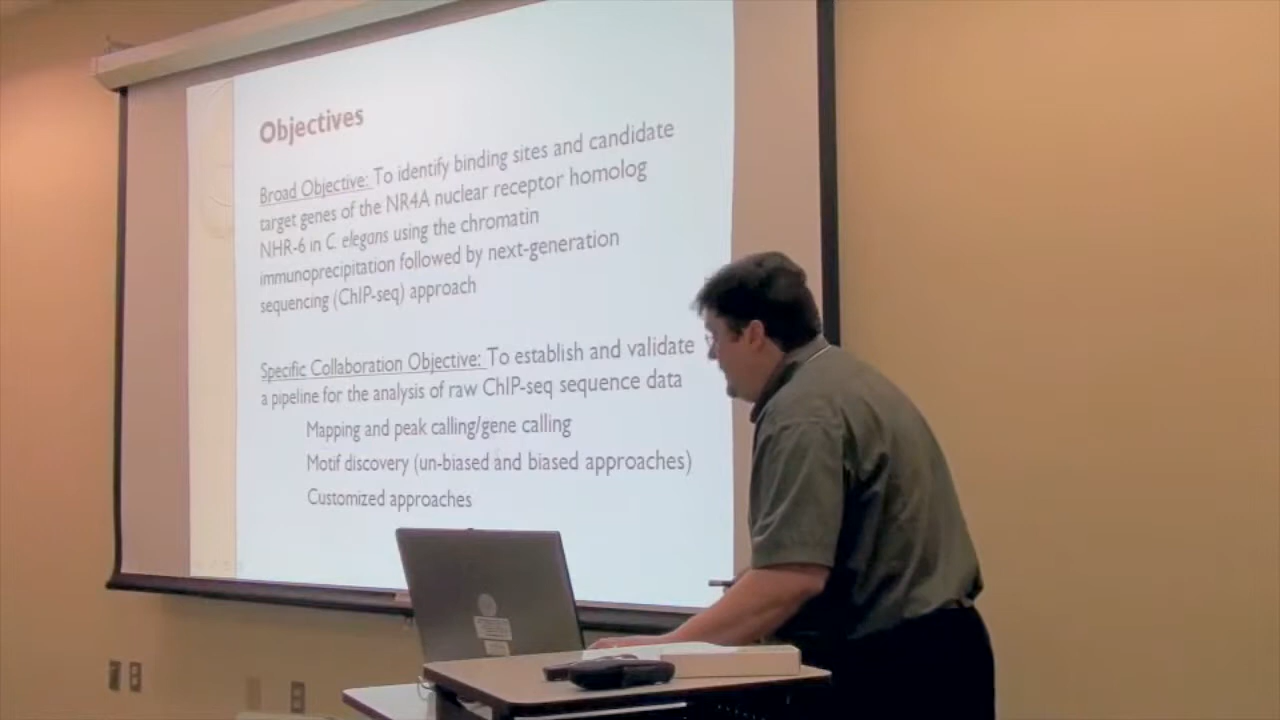 Objectives
Broad Objective: To identify binding sites and candidate
target genes of the NR4A nuclear receptor homolog
NHR-6 in C. elegans using the chromatin
immunoprecipitation followed by next-generation
sequencing (ChIP-seq) approach
Specific Collaboration Objective: To establish and validate
a pipeline for the analysis of raw ChIP-seq sequence data
Mapping and peak calling/gene calling
Motif discovery (un-biased and biased approaches)
Customized approaches